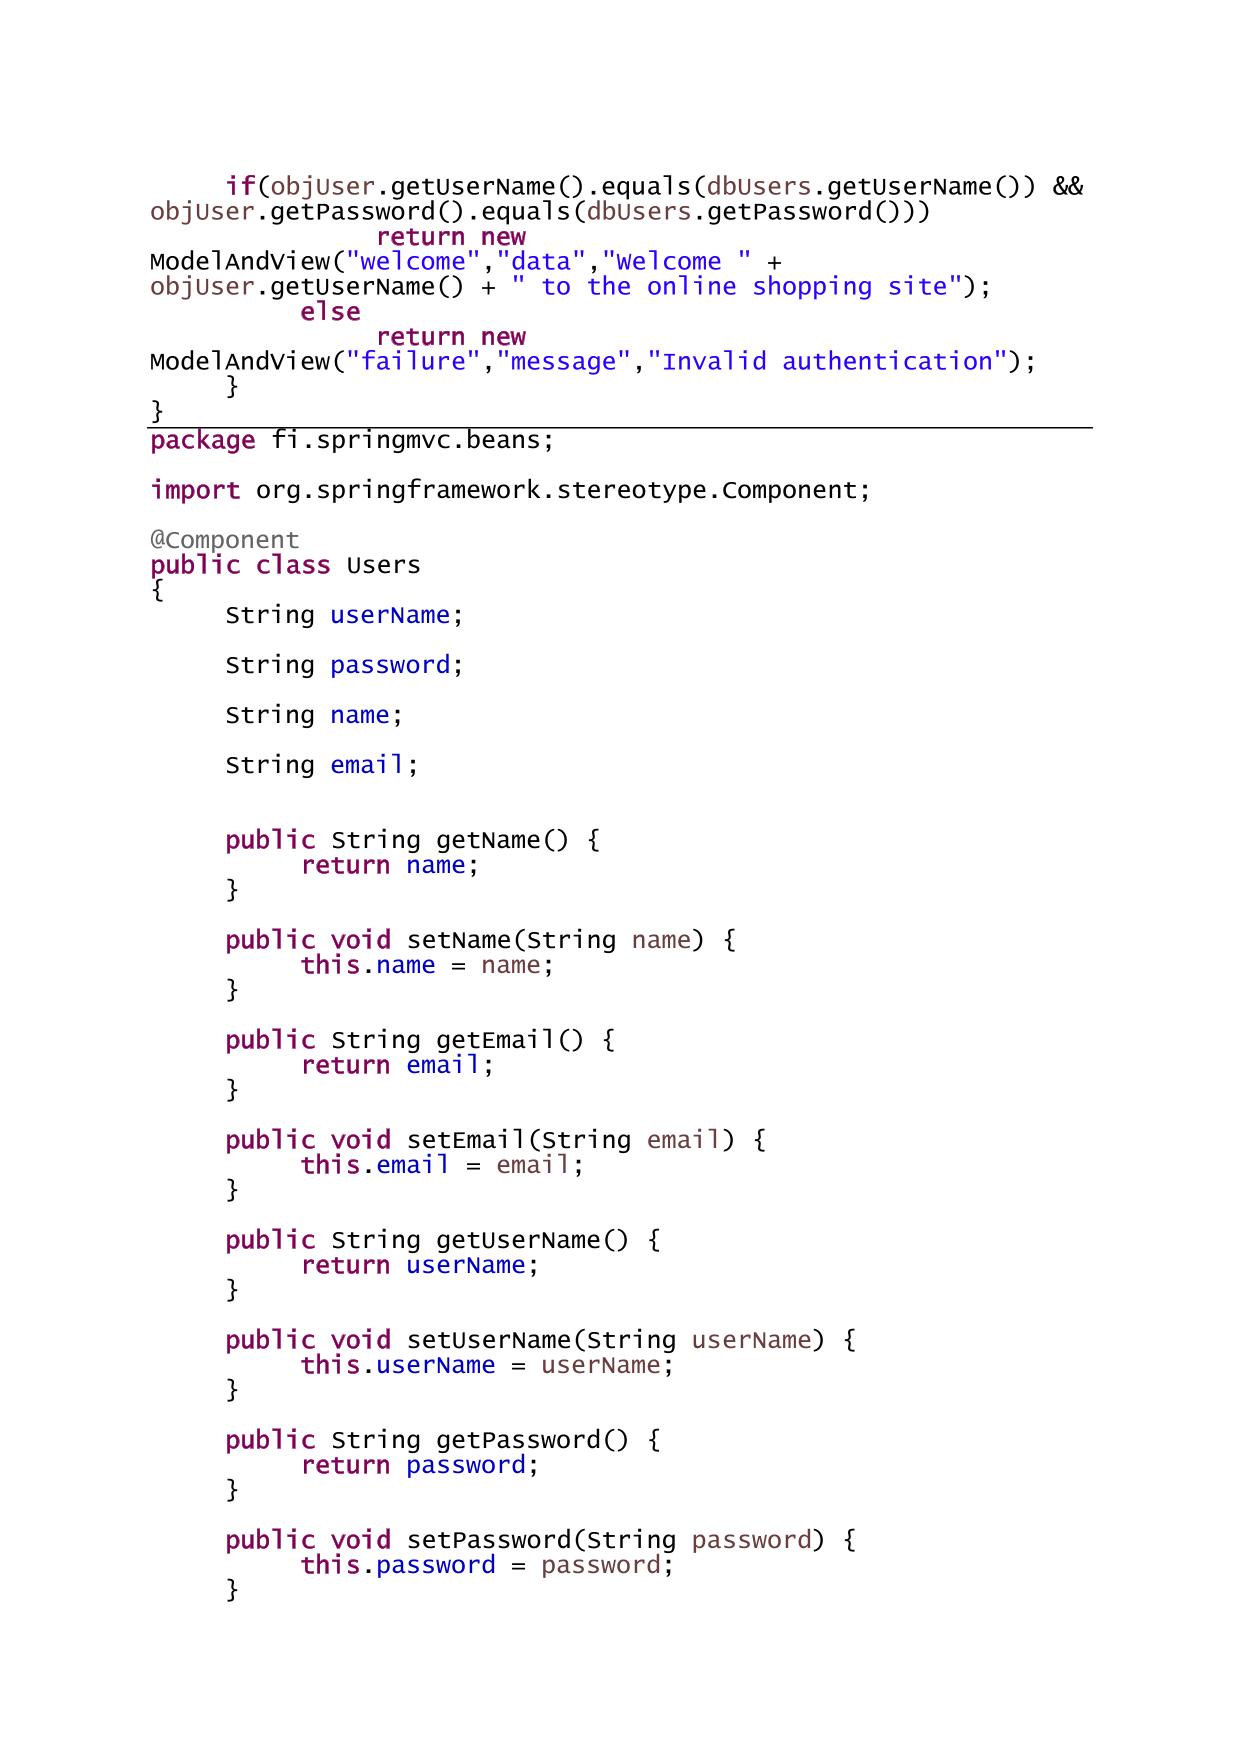 if(objUser.getUserName().equals(dbUsers.getUserName()) &&
objUser.getPassword().equals(dbUsers.getPassword()))
return new
ModelAndView("welcome","data","Welcome " +
objUser.getUserName() + " to the online shopping site");
else
return new
ModelAndView("failure","message","Invalid authentication");
}
}
package fi.springmvc.beans;
import org.springframework.stereotype.Component;
@Component
public class Users
{
String userName;
String password;
String name;
String email;
public String getName() {
return name;
}
public void setName(String name) {
this.name = name;
}
public String getEmail() {
return email;
}
public void setEmail(String email) {
this.email = email;
}
public String getUserName() {
return userName;
}
public void setUserName(String userName) {
this.userName = userName;
}
public String getPassword() {
return password;
}
public void setPassword(String password) {
this.password = password;
}